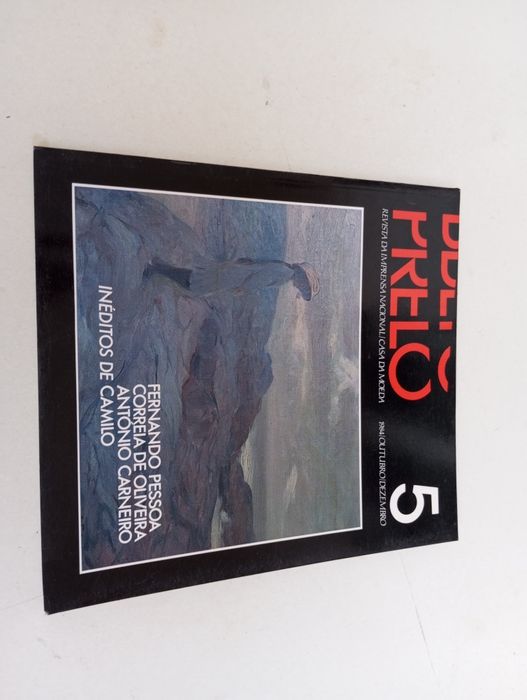 PRELO
REVISTA DA IMPRENSA NACIONAL/CASA DA MOEDA
1984/OUTUBRO/DEZEMBRO
5
FERNANDO PESSOA
CORREIA DE OLIVEIRA
ANTÓNIO CARNEIRO
INÉDITOS DE CAMILO